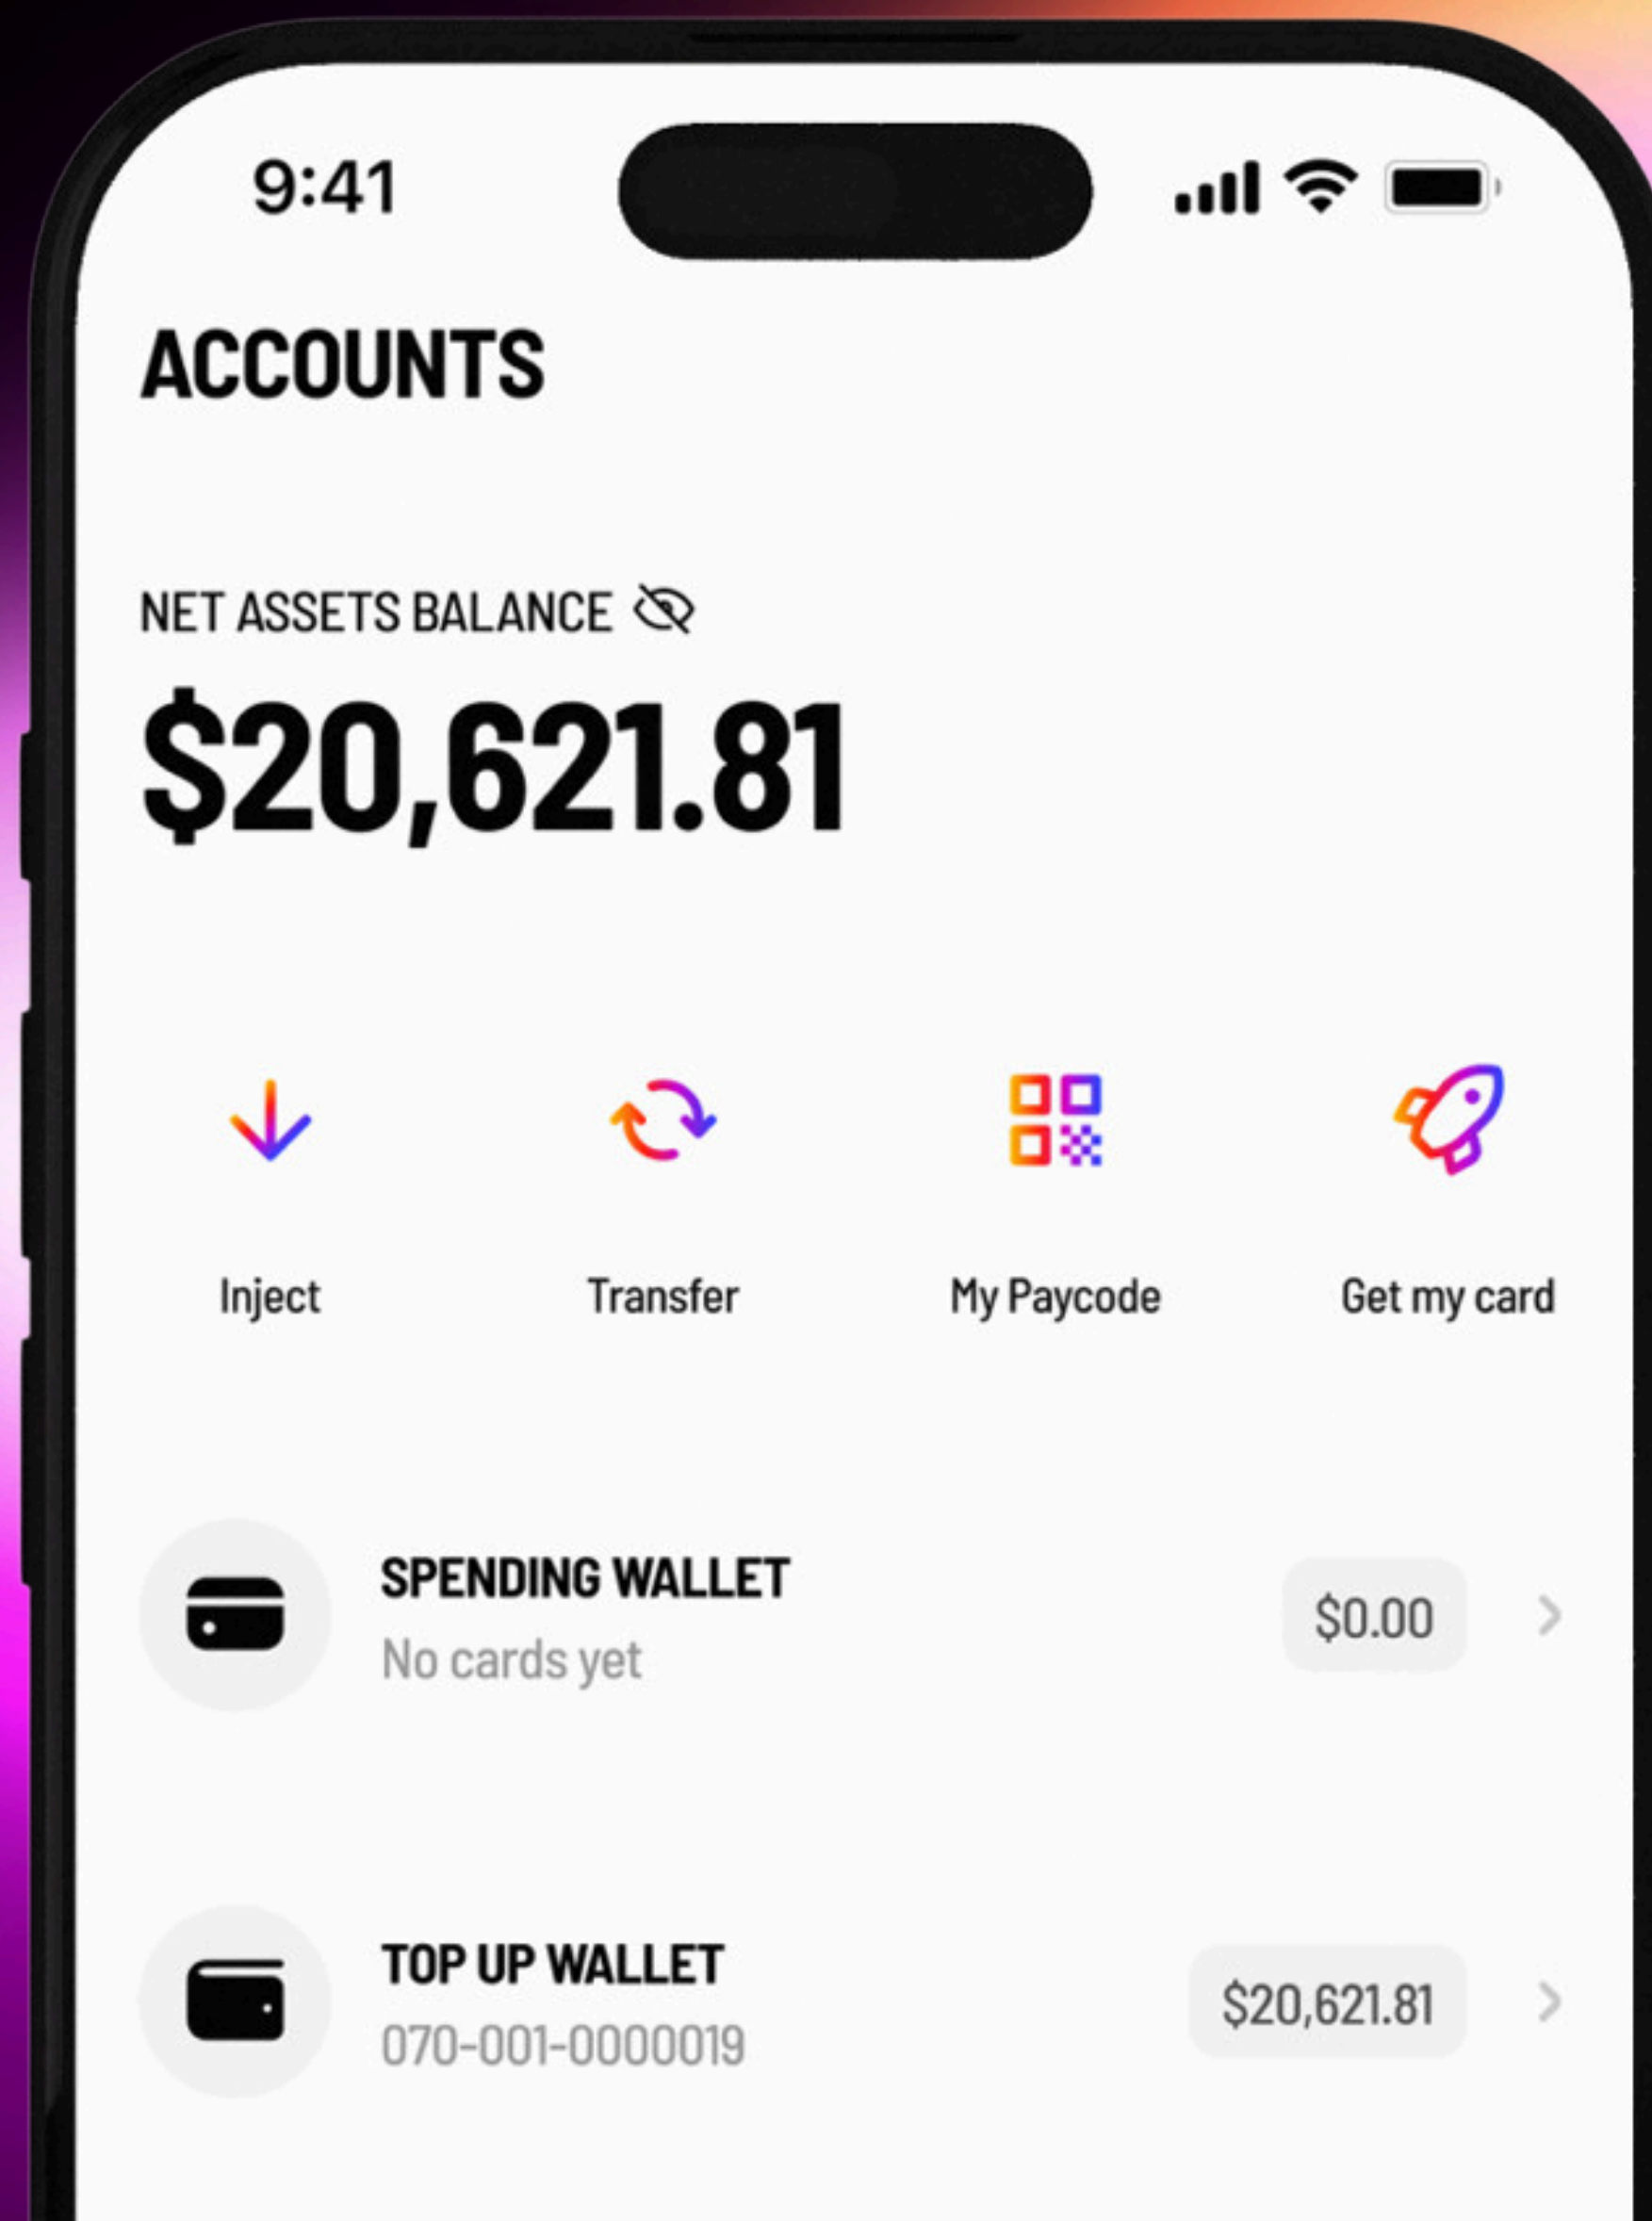 9:41
ACCOUNTS
NET ASSETS BALANCE
$20,621.81
Inject
Transfer
My Paycode
Get my card
SPENDING WALLET
No cards yet
$0.00
TOP UP WALLET
070-001-0000019
$20,621.81